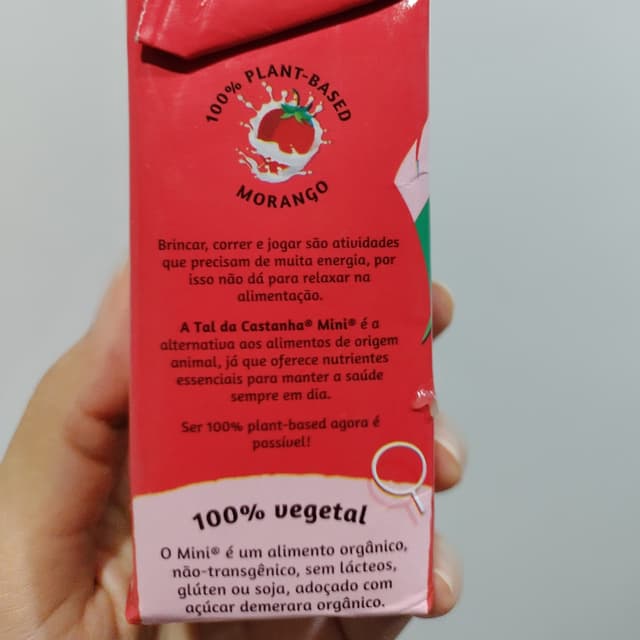 100% PLANT-BASED
MORANGO
Brincar, correr e jogar são atividades
que precisam de muita energia, por
isso não dá para relaxar na
alimentação.
A Tal da Castanha® Mini® é a
alternativa aos alimentos de origem
animal, já que oferece nutrientes
essenciais para manter a saúde
sempre em dia.
Ser 100% plant-based agora é
possível!
100% vegetal
O Mini® é um alimento orgânico,
não-transgênico, sem lácteos,
glúten ou soja, adoçado com
açúcar demerara orgânico.